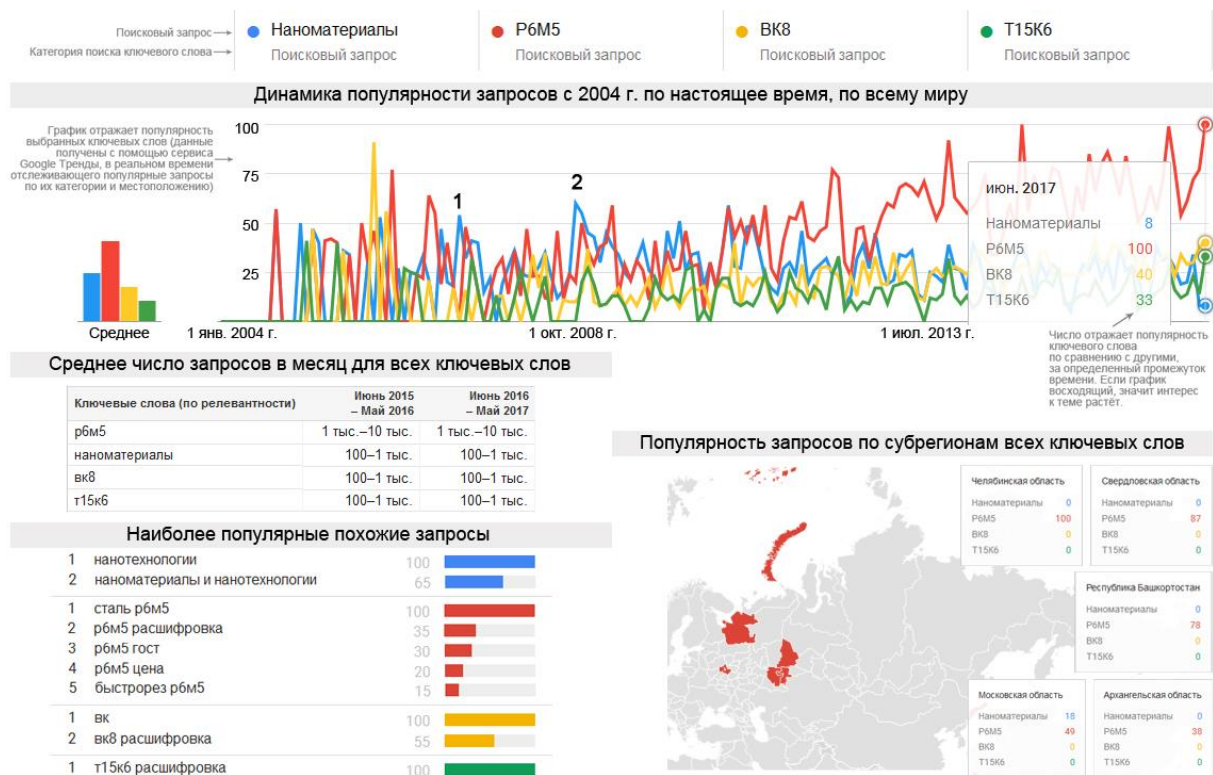 Поисковый запрос
Категория поиска ключевого слова
Наноматериалы
Поисковый запрос
Р6М5
Поисковый запрос
ВК8
Поисковый запрос
Т15К6
Поисковый запрос
Динамика популярности запросов с 2004 г. по настоящее время, по всему миру
График отражает популярность
выбранных ключевых слов (данные
получены с помощью сервиса
Google Тренды, в реальном времени
отслеживающего популярные запросы
по их категории и местоположению)
100
75
50
25
1
2
Среднее
1 янв. 2004 г.
1 окт. 2008 г.
1 июл. 2013 г.
июн. 2017
Наноматериалы 8
Р6М5 100
ВК8 40
Т15К6 33
Число отражает популярность
ключевого слова
по сравнению с другими,
за определенный промежуток
времени. Если график
восходящий, значит интерес
к теме растёт.
Среднее число запросов в месяц для всех ключевых слов
Ключевые слова (по релевантности)
Июнь 2015
– Май 2016
Июнь 2016
– Май 2017
р6м5 1 тыс.–10 тыс. 1 тыс.–10 тыс.
наноматериалы 100–1 тыс. 100–1 тыс.
вк8 100–1 тыс. 100–1 тыс.
т15к6 100–1 тыс. 100–1 тыс.
Наиболее популярные похожие запросы
1 нанотехнологии 100
2 наноматериалы и нанотехнологии 65
1 сталь р6м5 100
2 р6м5 расшифровка 35
3 р6м5 гост 30
4 р6м5 цена 20
5 быстрорез р6м5 15
1 вк 100
2 вк8 расшифровка 55
1 т15к6 расшифровка 100
Популярность запросов по субрегионам всех ключевых слов
Челябинская область
Наноматериалы 0
Р6М5 100
ВК8 0
Т15К6 0
Свердловская область
Наноматериалы 0
Р6М5 87
ВК8 0
Т15К6 0
Республика Башкортостан
Наноматериалы 0
Р6М5 78
ВК8 0
Т15К6 0
Московская область
Наноматериалы 18
Р6М5 49
ВК8 0
Т15К6 0
Архангельская область
Наноматериалы 0
Р6М5 38
ВК8 0
Т15К6 0